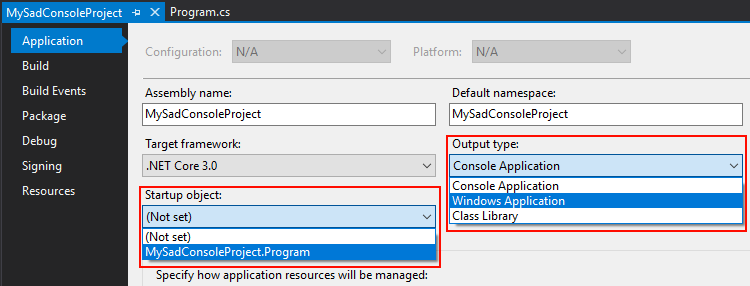 MySadConsoleProject
Program.cs
Application
Build
Build Events
Package
Debug
Signing
Resources
Configuration: N/A Platform: N/A
Assembly name: Default namespace:
MySadConsoleProject MySadConsoleProject
Target framework: Output type:
.NET Core 3.0 Console Application
Console Application
Windows Application
Class Library
Startup object:
(Not set)
(Not set)
MySadConsoleProject.Program
Specify how application resources will be managed: